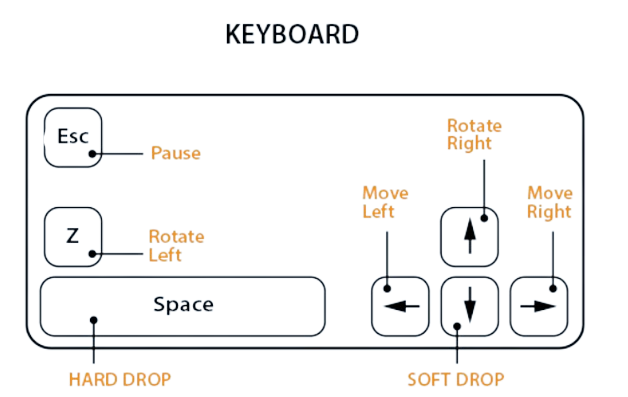 KEYBOARD
Esc
Pause
Rotate
Right
Move
Left
Move
Right
Z
Rotate
Left
Space
HARD DROP
SOFT DROP